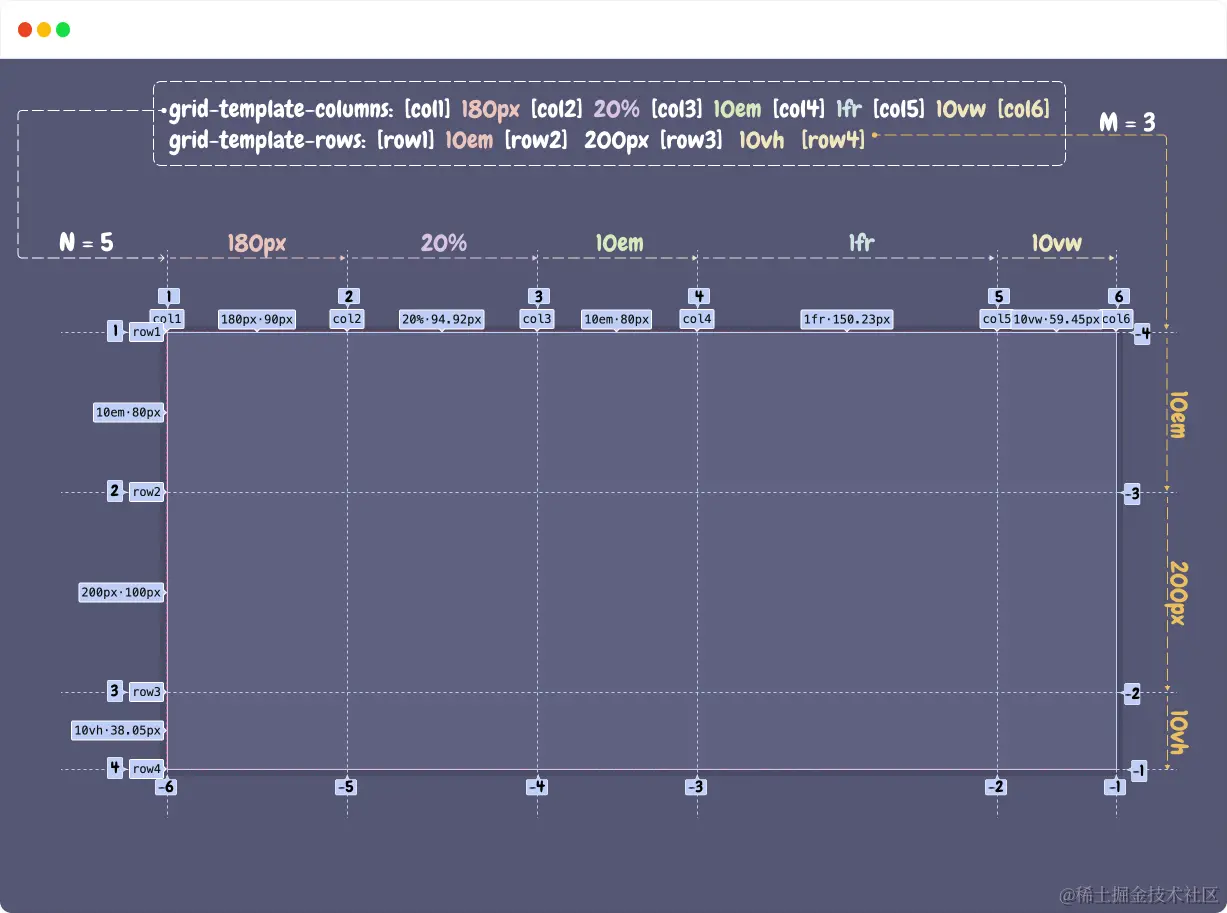 grid-template-columns: [col1] 180px [col2] 20% [col3] 10em [col4] 1fr [col5] 10vw [col6]
grid-template-rows: [row1] 10em [row2] 200px [row3] 10vh [row4]
M = 3
N = 5
180px
20%
10em
1fr
10vw
1
2
3
4
5
6
col1
180px·90px
col2
20%·94.92px
col3
10em·80px
col4
1fr·150.23px
col5
10vw·59.45px
col6
1
row1
-4
10em
10em·80px
2
row2
-3
200px
200px·100px
3
row3
-2
10vh
10vh·38.05px
4
row4
-1
-6
-5
-4
-3
-2
-1
@稀土掘金技术社区